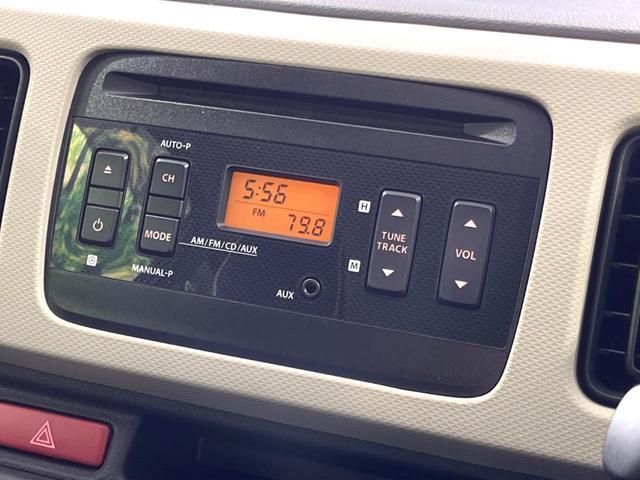 AUTO-P
CH
MODE
AM/FM/CD/AUX
MANUAL-P
5:56
FM
79.8
AUX
H
M
TUNE
TRACK
VOL